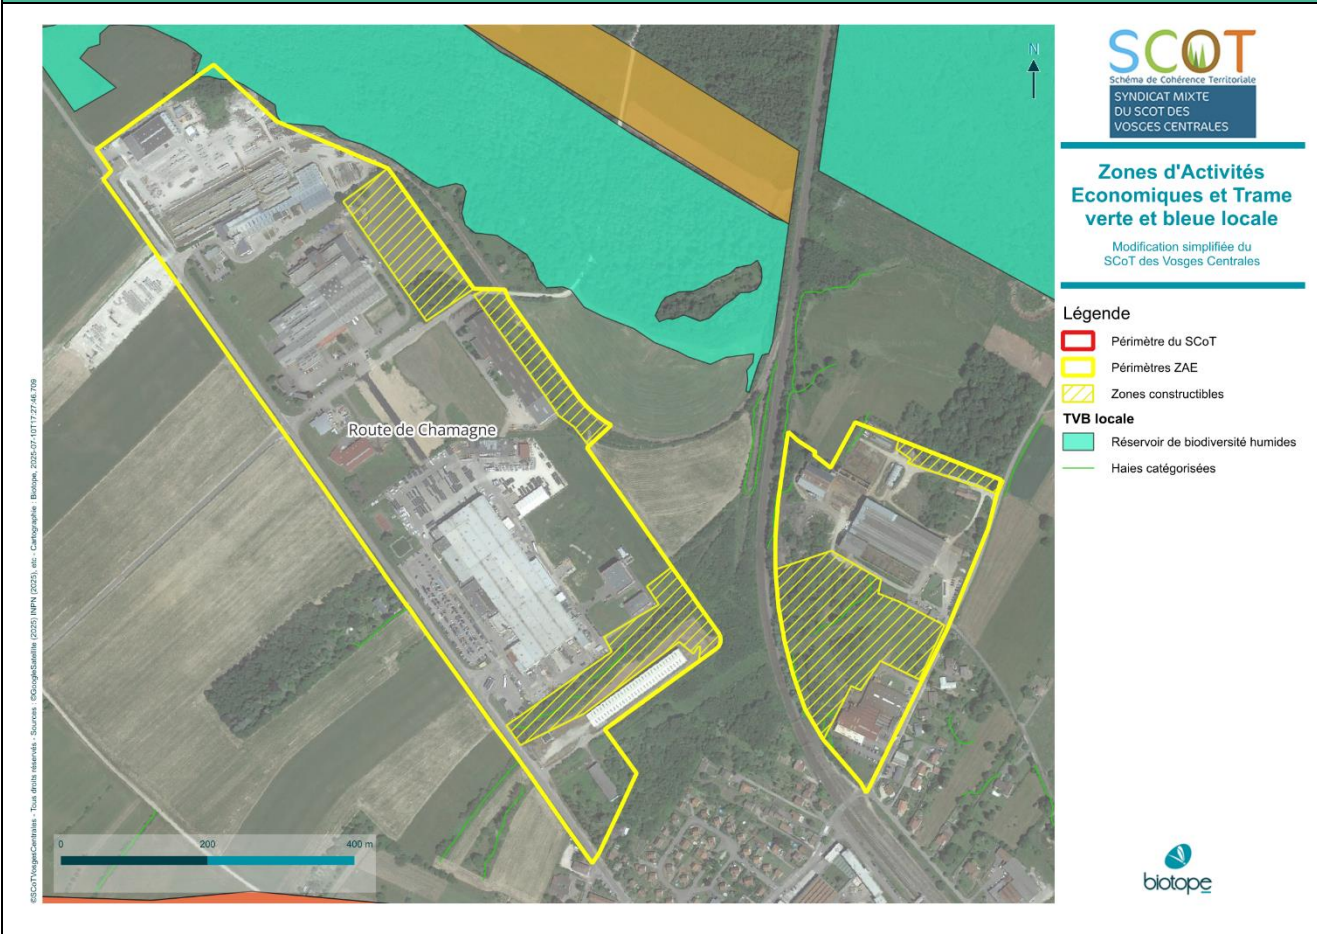 N
Route de Chamagne
0 200 400 m
©SCoTVosgesCentrales - Tous droits réservés - Sources : ©GoogleSatellite (2025) INPN (2025), etc - Cartographie : Biotope, 2025-07-10T17:27:46.709
SCOT
Schéma de Cohérence Territoriale
SYNDICAT MIXTE
DU SCOT DES
VOSGES CENTRALES
Zones d'Activités
Economiques et Trame
verte et bleue locale
Modification simplifiée du
SCoT des Vosges Centrales
Légende
Périmètre du SCoT
Périmètres ZAE
Zones constructibles
TVB locale
Réservoir de biodiversité humides
Haies catégorisées
biotope